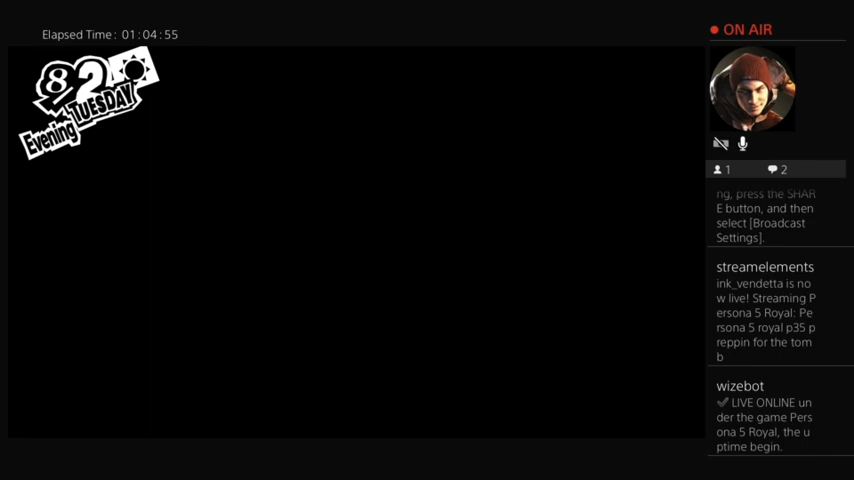 Elapsed Time: 01:04:55
ON AIR
8 2
TUESDAY
Evening
1 2
ng, press the SHAR
E button, and then
select [Broadcast
Settings].
streamelements
ink_vendetta is no
w live! Streaming P
ersona 5 Royal: Pe
rsona 5 royal p35 p
reppin for the tom
b
wizebot
✔ LIVE ONLINE un
der the game Pers
ona 5 Royal, the u
ptime begin.